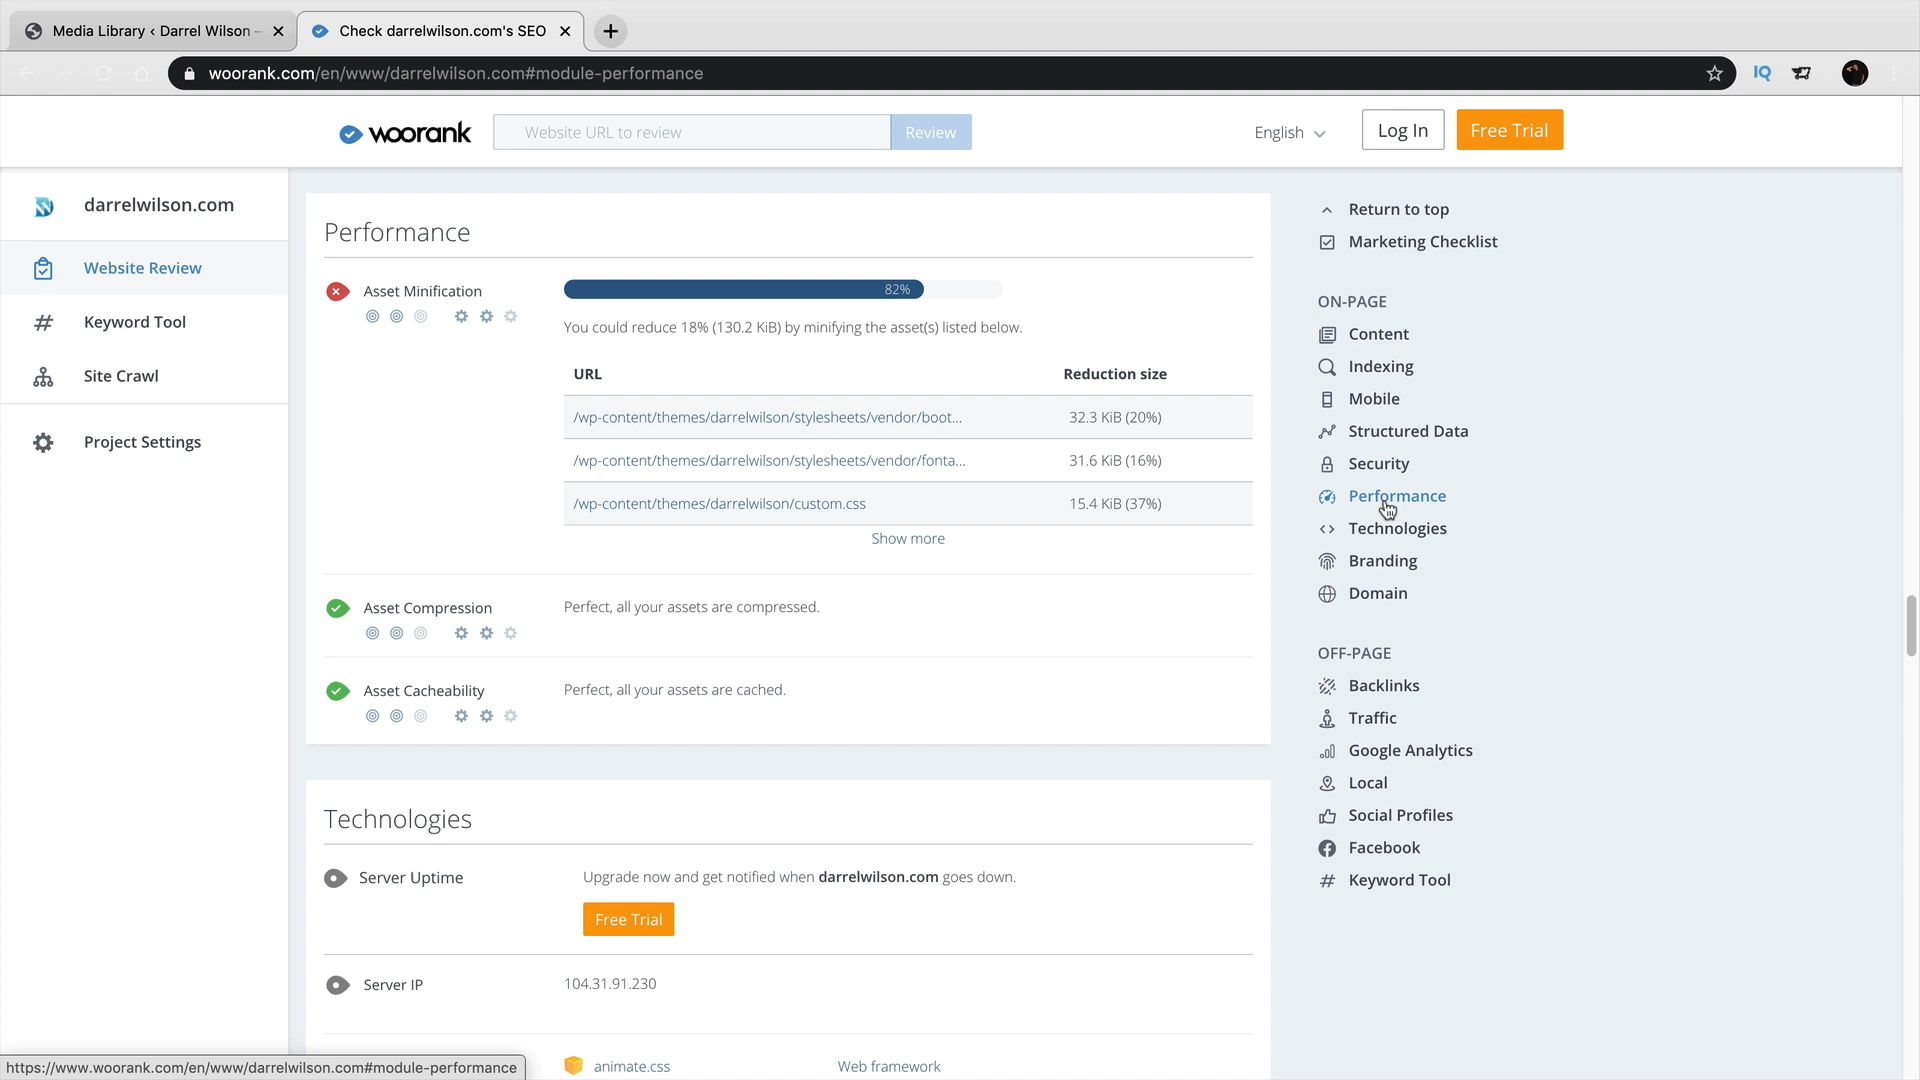 Media Library ‹ Darrel Wilson –
Check darrelwilson.com's SEO
woorank.com/en/www/darrelwilson.com#module-performance
IQ
woorank
Website URL to review
Review
English
Log In
Free Trial
darrelwilson.com
Website Review
Keyword Tool
Site Crawl
Project Settings
Performance
Asset Minification
82%
You could reduce 18% (130.2 KiB) by minifying the asset(s) listed below.
URL
Reduction size
/wp-content/themes/darrelwilson/stylesheets/vendor/boot...
32.3 KiB (20%)
/wp-content/themes/darrelwilson/stylesheets/vendor/fonta...
31.6 KiB (16%)
/wp-content/themes/darrelwilson/custom.css
15.4 KiB (37%)
Show more
Asset Compression
Perfect, all your assets are compressed.
Asset Cacheability
Perfect, all your assets are cached.
Technologies
Server Uptime
Upgrade now and get notified when darrelwilson.com goes down.
Free Trial
Server IP
104.31.91.230
animate.css
Web framework
Return to top
Marketing Checklist
ON-PAGE
Content
Indexing
Mobile
Structured Data
Security
Performance
Technologies
Branding
Domain
OFF-PAGE
Backlinks
Traffic
Google Analytics
Local
Social Profiles
Facebook
Keyword Tool
https://www.woorank.com/en/www/darrelwilson.com#module-performance